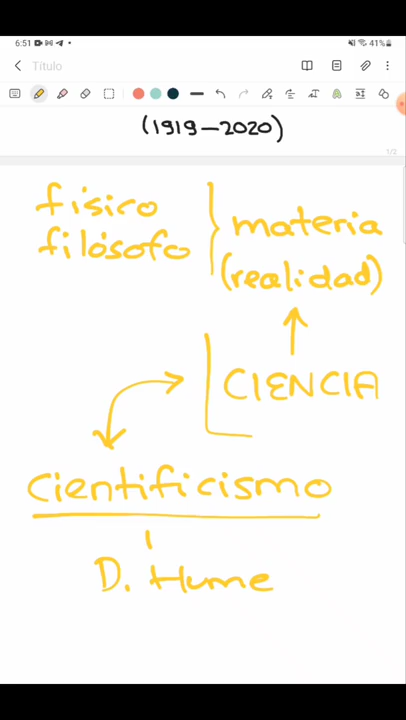 6:51
41%
Título
(1919-2020)
1/2
físico
filósofo
materia
(realidad)
CIENCIA
Cientificismo
D. Hume